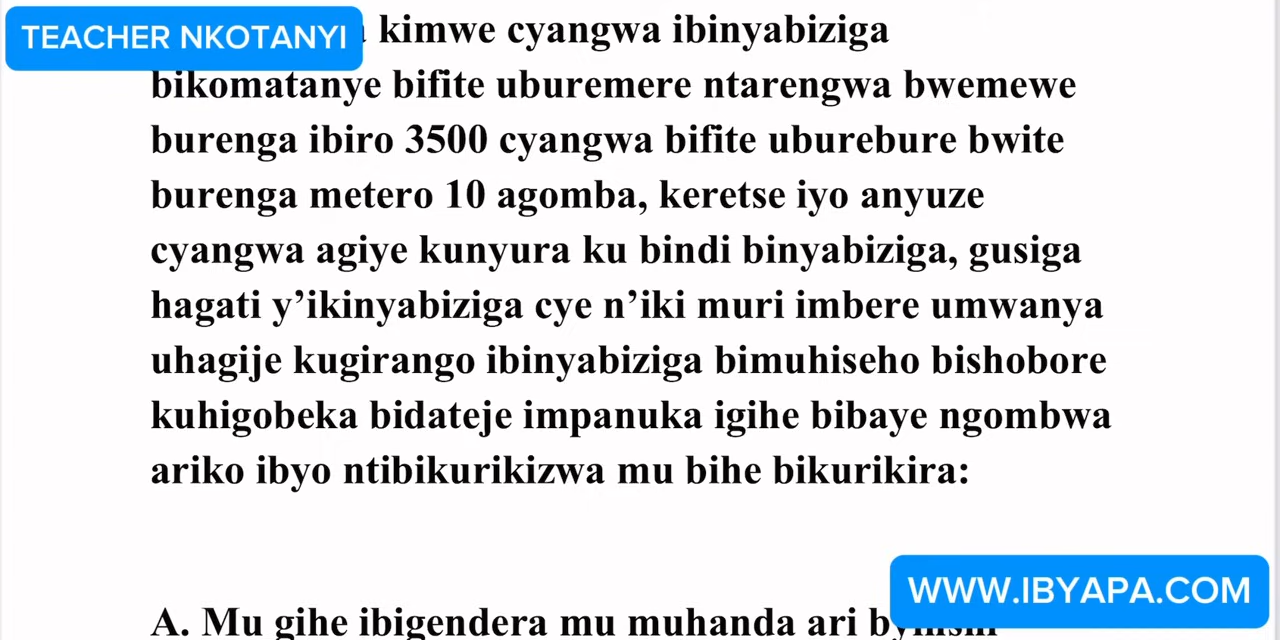 TEACHER NKOTANYI
kimwe cyangwa ibinyabiziga
bikomatanye bifite uburemere ntarengwa bwemewe
burenga ibiro 3500 cyangwa bifite uburebure bwite
burenga metero 10 agomba, keretse iyo anyuze
cyangwa agiye kunyura ku bindi binyabiziga, gusiga
hagati y’ikinyabiziga cye n’iki muri imbere umwanya
uhagije kugirango ibinyabiziga bimuhiseho bishobore
kuhigobeka bidateje impanuka igihe bibaye ngombwa
ariko ibyo ntibikurikizwa mu bihe bikurikira:
A. Mu gihe ibigendera mu muhanda ari
WWW.IBYAPA.COM